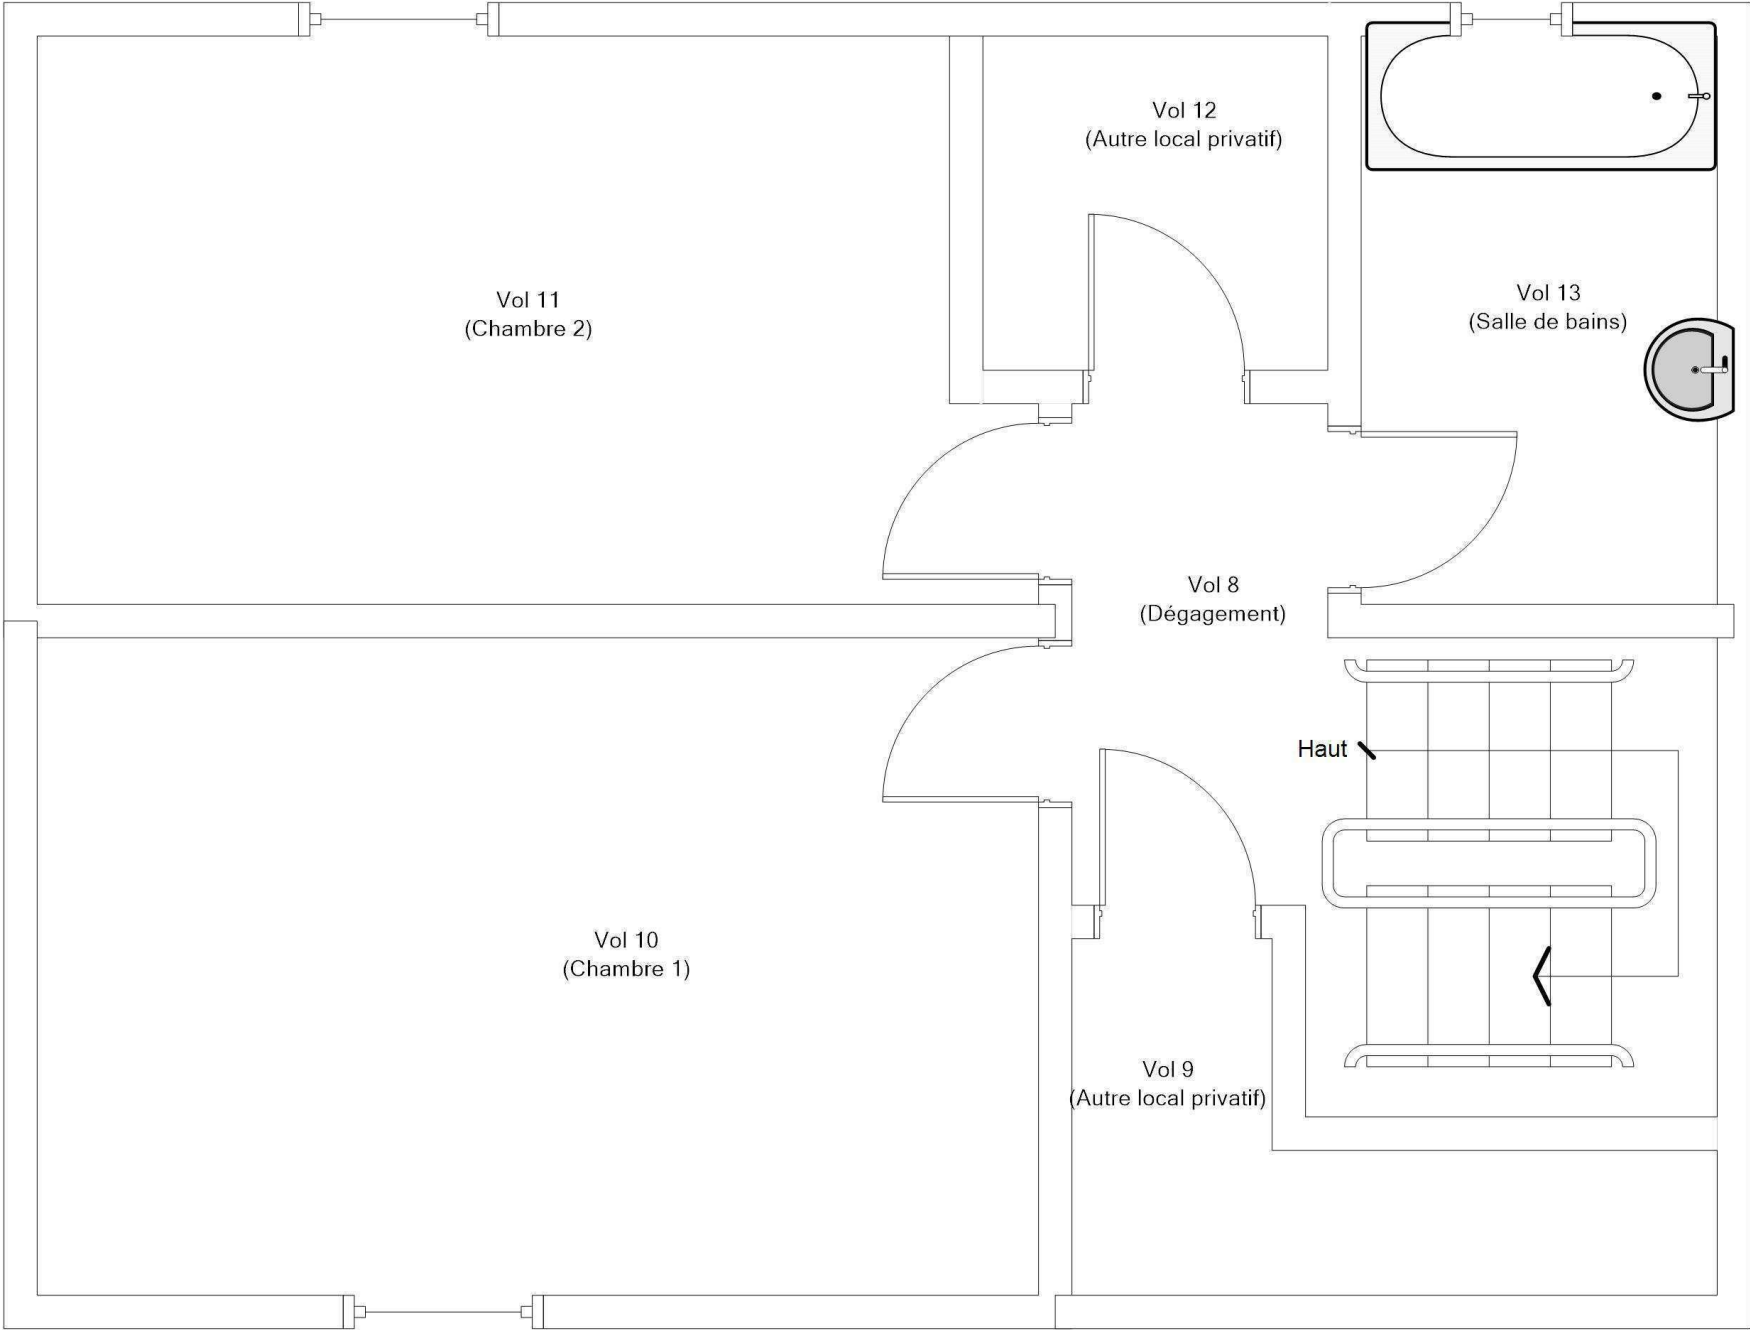 Vol 12
(Autre local privatif)
Vol 11
(Chambre 2)
Vol 13
(Salle de bains)
Vol 8
(Dégagement)
Haut
Vol 10
(Chambre 1)
Vol 9
(Autre local privatif)